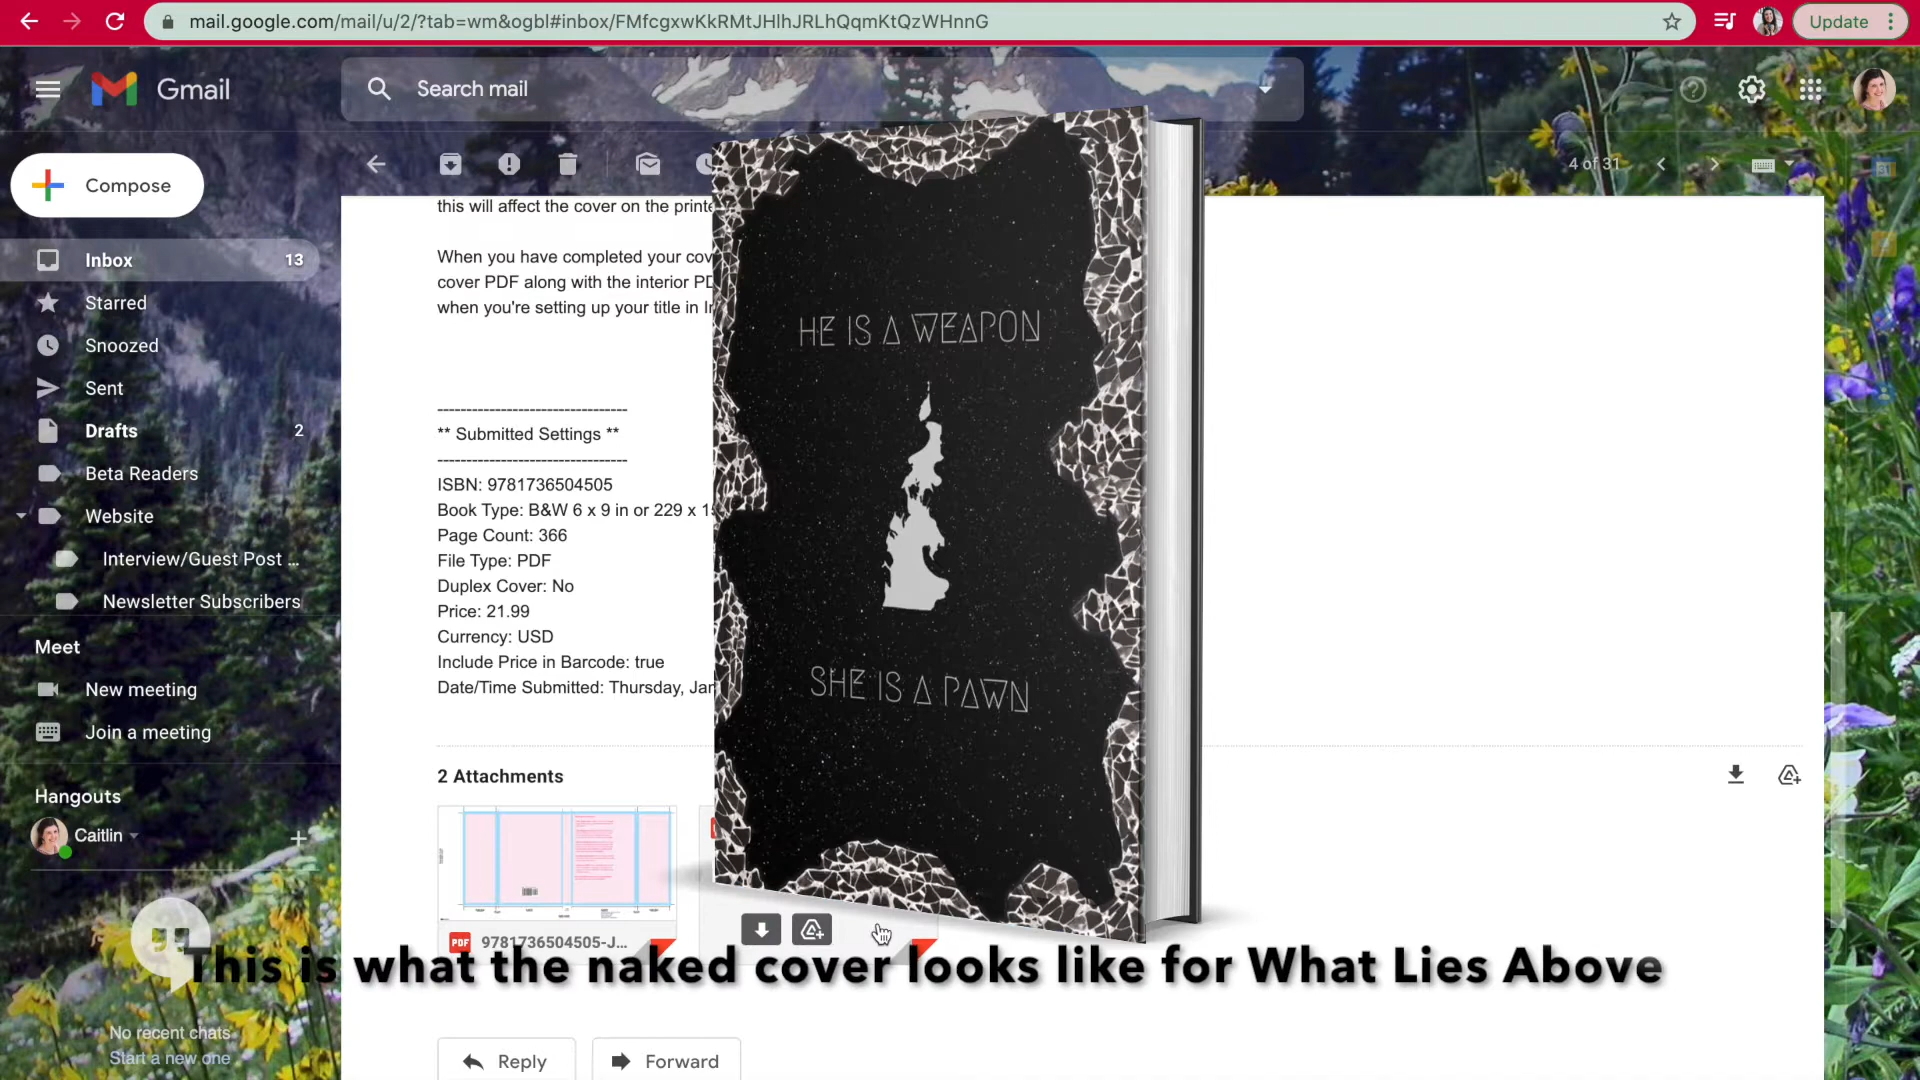 mail.google.com/mail/u/2/?tab=wm&ogbl#inbox/FMfcgxwKkRMtJHlhJRLhQqmKtQzWHnnG
Update
Gmail
Search mail
4 of 31
Compose
Inbox 13
Starred
Snoozed
Sent
Drafts 2
Beta Readers
Website
Interview/Guest Post ...
Newsletter Subscribers
Meet
New meeting
Join a meeting
Hangouts
Caitlin
No recent chats
Start a new one
this will affect the cover on the printe
When you have completed your cov
cover PDF along with the interior PD
when you're setting up your title in
---------------------------------
** Submitted Settings **
---------------------------------
ISBN: 9781736504505
Book Type: B&W 6 x 9 in or 229 x
Page Count: 366
File Type: PDF
Duplex Cover: No
Price: 21.99
Currency: USD
Include Price in Barcode: true
Date/Time Submitted: Thursday, Jan
HE IS A WEAPON
SHE IS A PAWN
2 Attachments
PDF 9781736504505-J...
This is what the naked cover looks like for What Lies Above
Reply
Forward